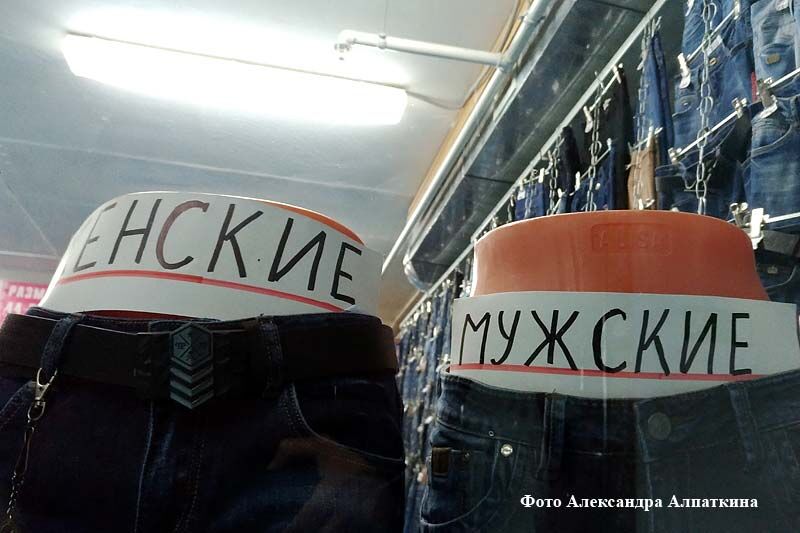 ЕНСКИЕ
МУЖСКИЕ
Фото Александра Алпаткина